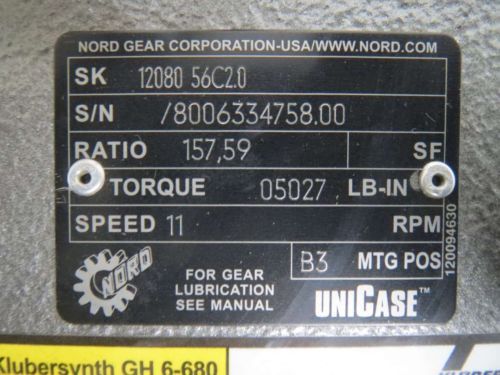 NORD GEAR CORPORATION-USA/WWW.NORD.COM
SK 12080 56C2.0
S/N /8006334758.00
RATIO 157,59 SF
TORQUE 05027 LB-IN
SPEED 11 RPM
B3 MTG POS
120094630
NORD
FOR GEAR
LUBRICATION
SEE MANUAL
UNICASE™
Klubersynth GH 6-680